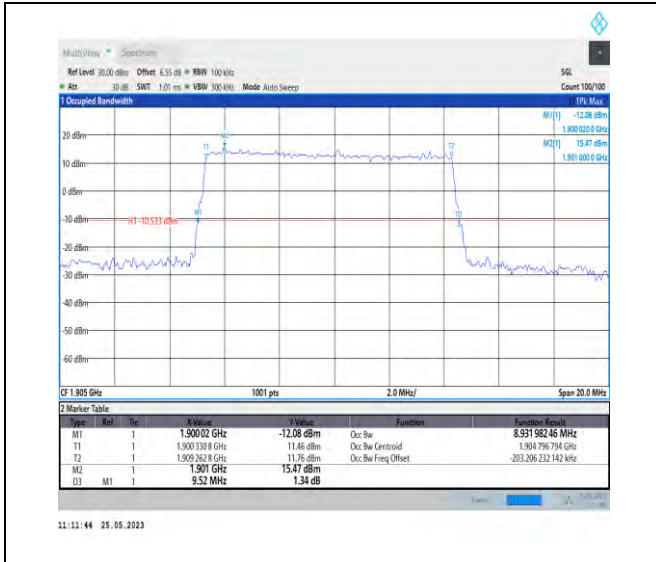 MultiView Spectrum
Ref Level 30.00 dBm Offset 6.55 dB RBW 100 kHz SGL
Att 30 dB SWT 1.01 ms VBW 300 kHz Mode Auto Sweep Count 100/100
1 Occupied Bandwidth 1Pk Max
M1[1] -12.08 dBm
1.900 020 0 GHz
M2[1] 15.47 dBm
1.901 000 0 GHz
20 dBm
M2
T1 T2
10 dBm
0 dBm
M1 D3
-10 dBm H1 -10.533 dBm
-20 dBm
-30 dBm
-40 dBm
-50 dBm
-60 dBm
CF 1.905 GHz 1001 pts 2.0 MHz/ Span 20.0 MHz
2 Marker Table
Type Ref Trc X-Value Y-Value Function Function Result
M1 1 1.90002 GHz -12.08 dBm Occ Bw 8.931 982 46 MHz
T1 1 1.900 330 8 GHz 11.46 dBm Occ Bw Centroid 1.904 796 794 GHz
T2 1 1.909 262 8 GHz 11.76 dBm Occ Bw Freq Offset -203.206 232 142 kHz
M2 1 1.901 GHz 15.47 dBm
D3 M1 1 9.52 MHz 1.34 dB
11:11:44 25.05.2023